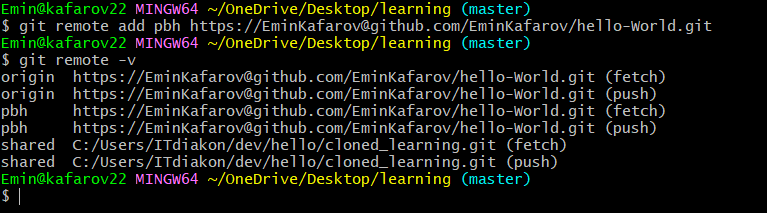 Emin@kafarov22 MINGW64 ~/OneDrive/Desktop/learning (master)
$ git remote add pbh https://EminKafarov@github.com/EminKafarov/hello-World.git
Emin@kafarov22 MINGW64 ~/OneDrive/Desktop/learning (master)
$ git remote -v
origin  https://EminKafarov@github.com/EminKafarov/hello-World.git (fetch)
origin  https://EminKafarov@github.com/EminKafarov/hello-World.git (push)
pbh     https://EminKafarov@github.com/EminKafarov/hello-World.git (fetch)
pbh     https://EminKafarov@github.com/EminKafarov/hello-World.git (push)
shared  C:/Users/ITdiakon/dev/hello/cloned_learning.git (fetch)
shared  C:/Users/ITdiakon/dev/hello/cloned_learning.git (push)
Emin@kafarov22 MINGW64 ~/OneDrive/Desktop/learning (master)
$